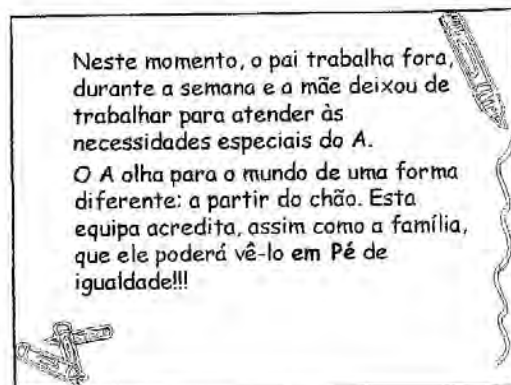 Neste momento, o pai trabalha fora,
durante a semana e a mãe deixou de
trabalhar para atender às
necessidades especiais do A.
O A olha para o mundo de uma forma
diferente: a partir do chão. Esta
equipa acredita, assim como a família,
que ele poderá vê-lo em Pé de
igualdade!!!